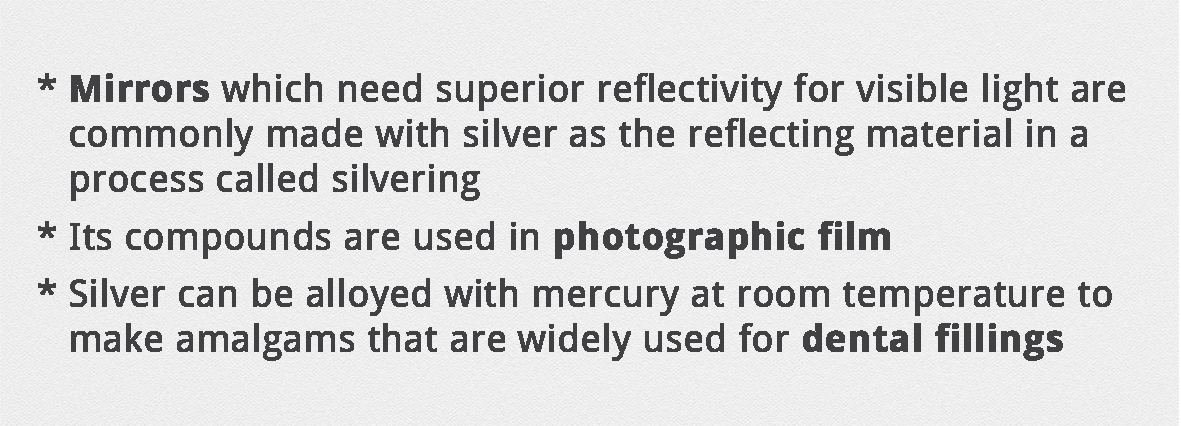 * Mirrors which need superior reflectivity for visible light are
commonly made with silver as the reflecting material in a
process called silvering
* Its compounds are used in photographic film
* Silver can be alloyed with mercury at room temperature to
make amalgams that are widely used for dental fillings